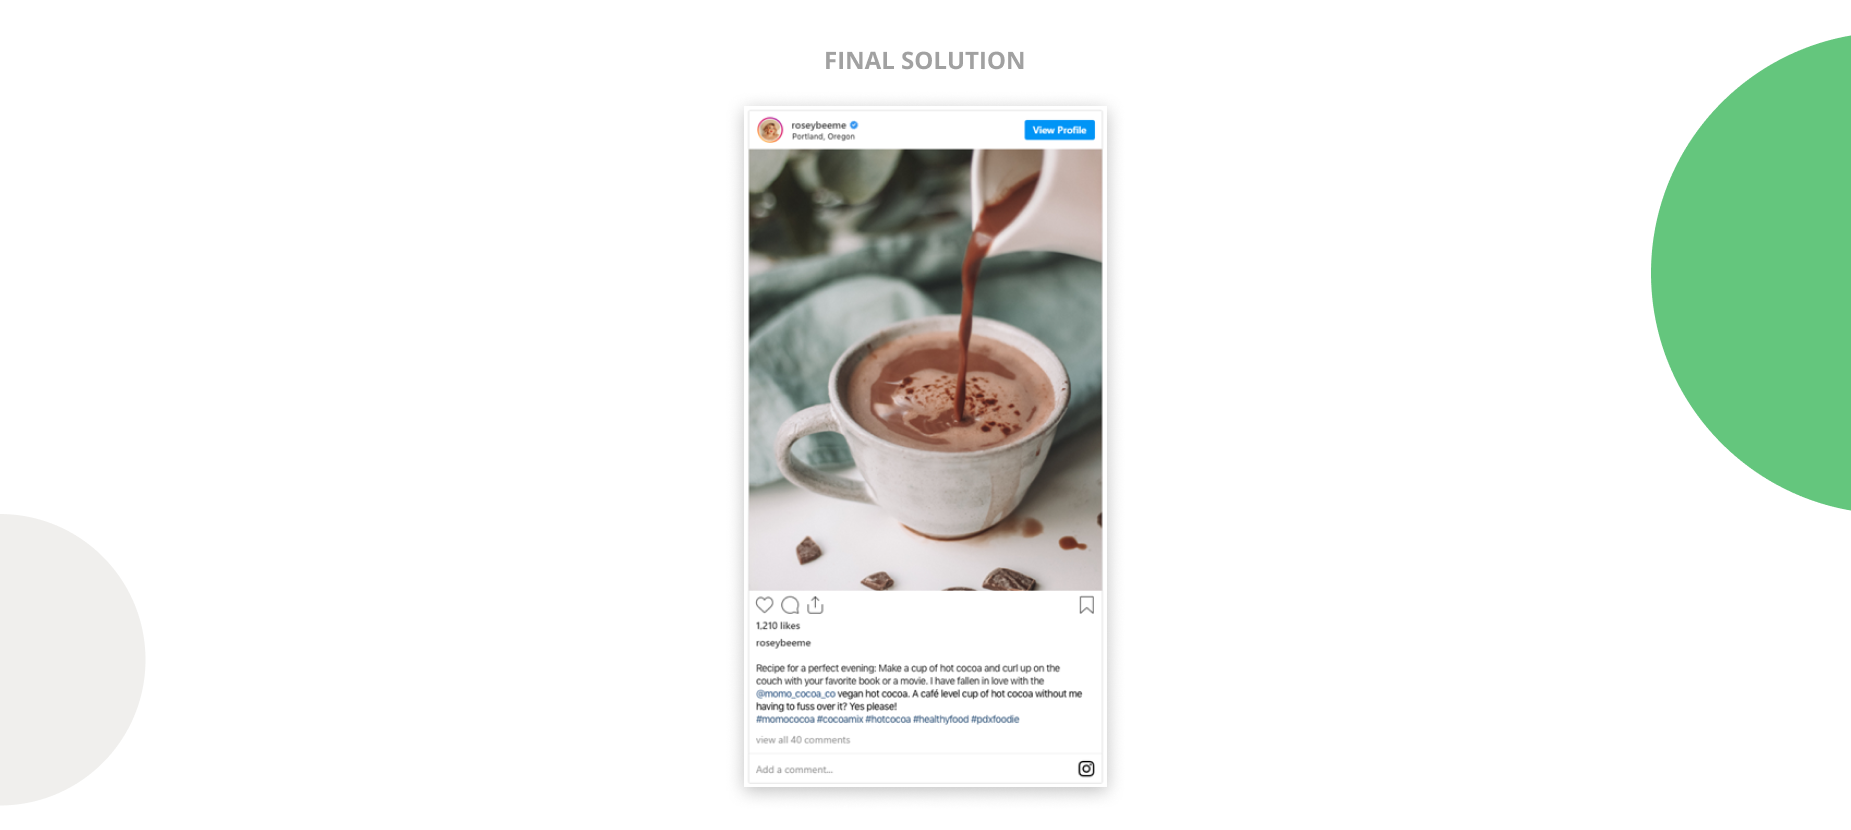 FINAL SOLUTION
roseybeeme
Portland, Oregon
View Profile
1,210 likes
roseybeeme
Recipe for a perfect evening: Make a cup of hot cocoa and curl up on the
couch with your favorite book or a movie. I have fallen in love with the
@momo_cocoa_co vegan hot cocoa. A café level cup of hot cocoa without me
having to fuss over it? Yes please!
#momococoa #cocoamix #hotcocoa #healthyfood #pdxfoodie
view all 40 comments
Add a comment...